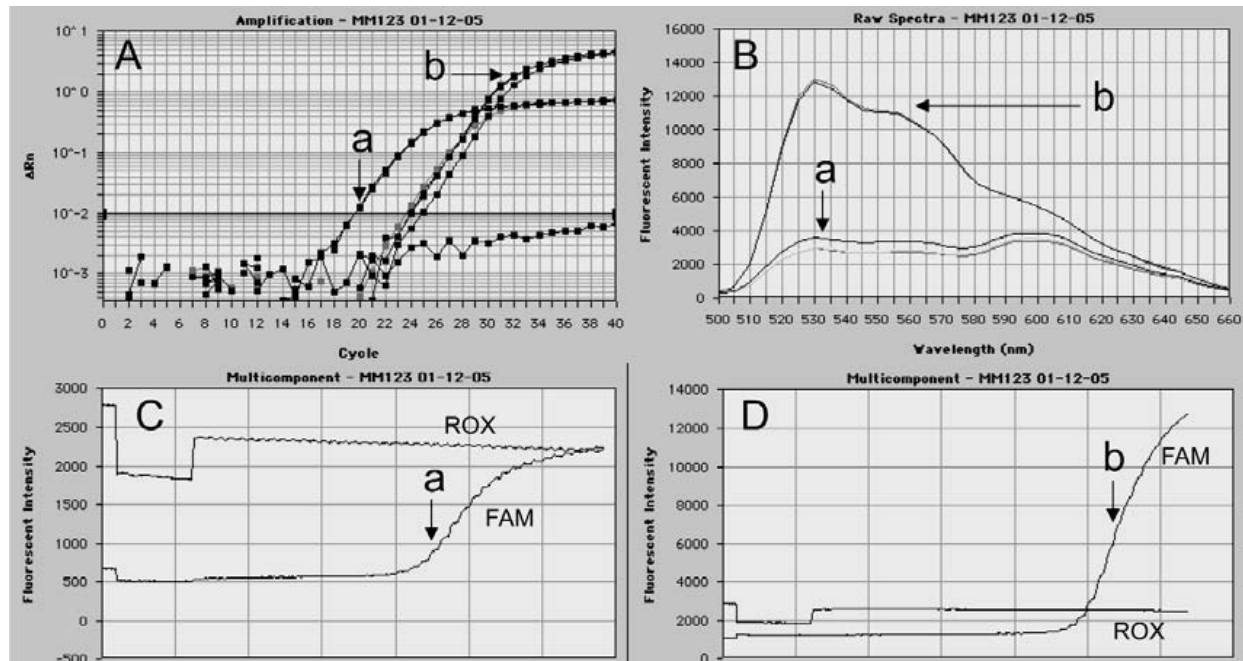 Amplification - MM123 01-12-05
A
10^ 1
10^ 0
10^-1
10^-2
10^-3
ΔRn
a
b
0 2 4 6 8 10 12 14 16 18 20 22 24 26 28 30 32 34 36 38 40
Cycle
Raw Spectra - MM123 01-12-05
B
16000
14000
12000
10000
8000
6000
4000
2000
0
Fluorescent Intensity
b
a
500 510 520 530 540 550 560 570 580 590 600 610 620 630 640 650 660
Wavelength (nm)
Multicomponent - MM123 01-12-05
C
3000
2500
2000
1500
1000
500
0
-500
Fluorescent Intensity
ROX
a
FAM
Multicomponent - MM123 01-12-05
D
14000
12000
10000
8000
6000
4000
2000
0
Fluorescent Intensity
b
FAM
ROX